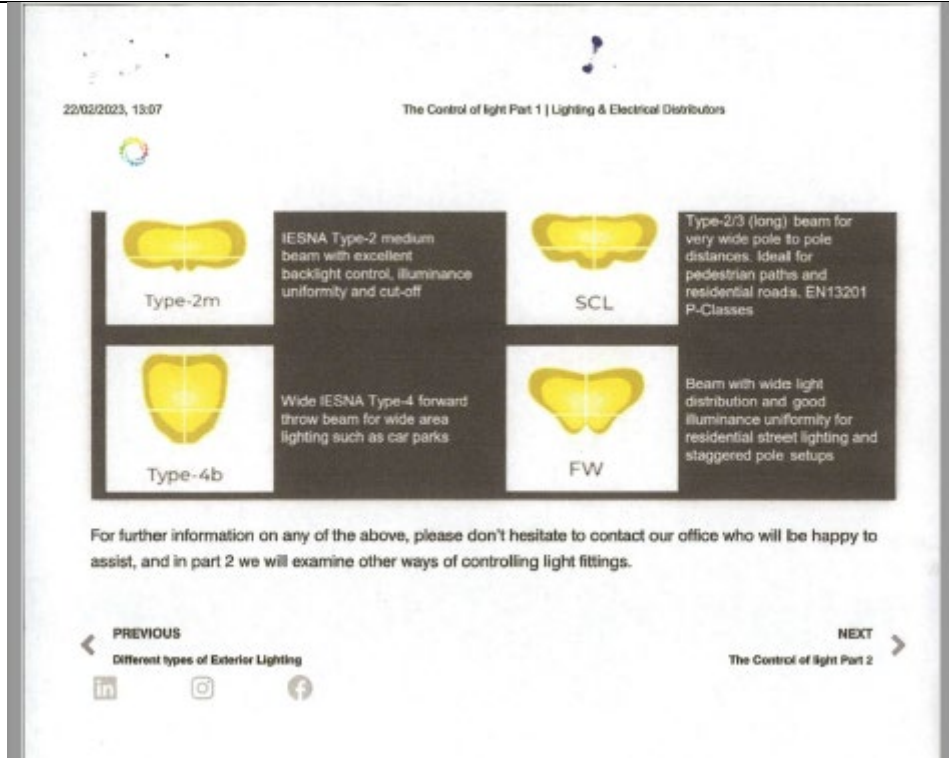 22/02/2023, 13:07
The Control of light Part 1 | Lighting & Electrical Distributors
Type-2m
IESNA Type-2 medium
beam with excellent
backlight control, illuminance
uniformity and cut-off
SCL
Type-2/3 (long) beam for
very wide pole to pole
distances. Ideal for
pedestrian paths and
residential roads. EN13201
P-Classes
Type-4b
Wide IESNA Type-4 forward
throw beam for wide area
lighting such as car parks
FW
Beam with wide light
distribution and good
illuminance uniformity for
residential street lighting and
staggered pole setups
For further information on any of the above, please don't hesitate to contact our office who will be happy to
assist, and in part 2 we will examine other ways of controlling light fittings.
PREVIOUS
Different types of Exterior Lighting
NEXT
The Control of light Part 2
in